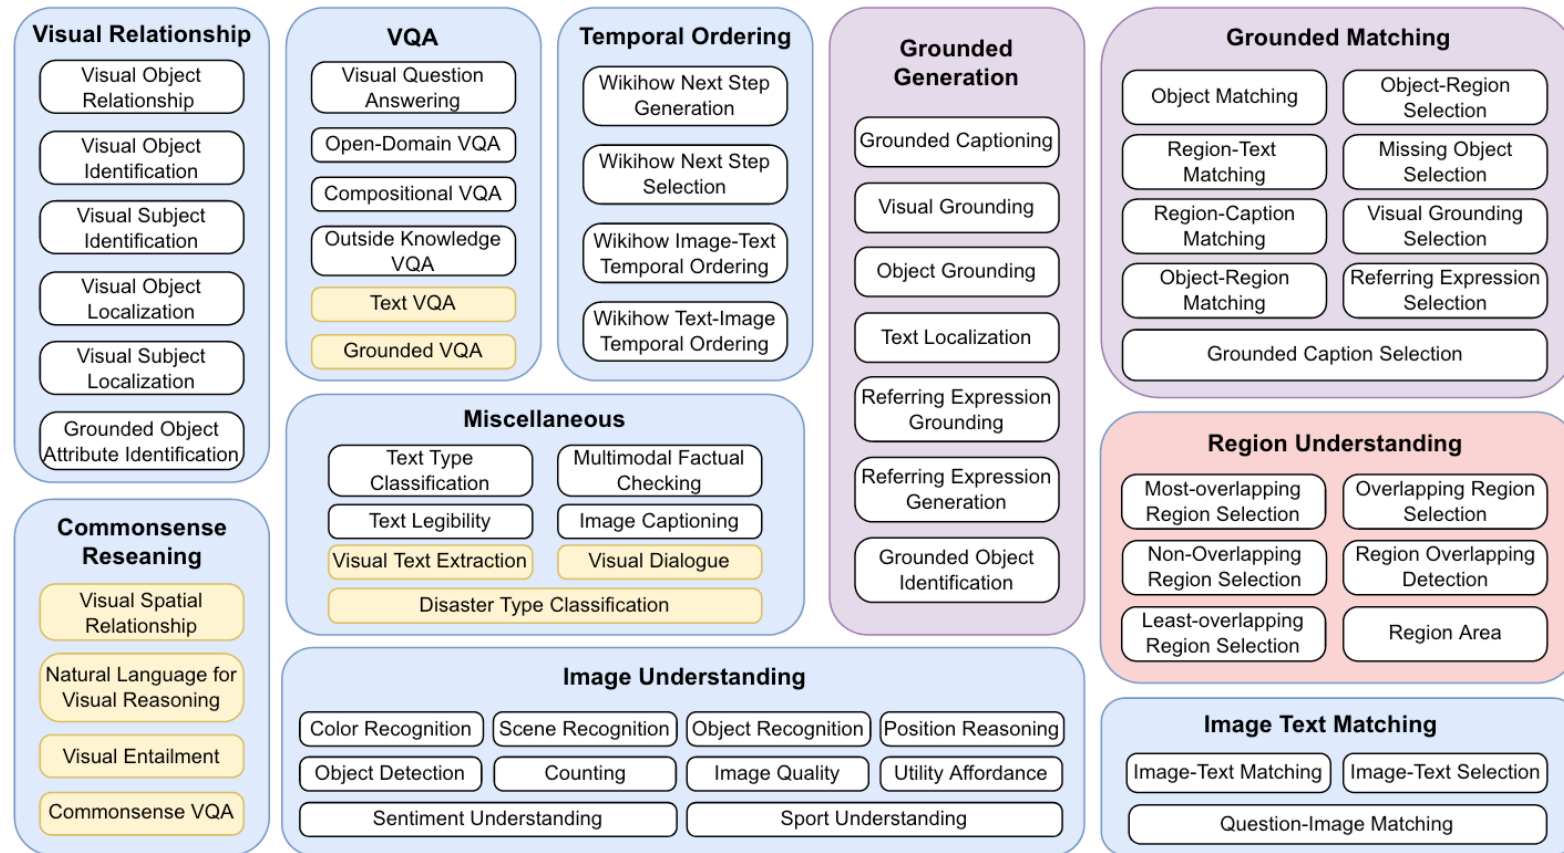 Visual Relationship
Visual Object
Relationship
Visual Object
Identification
Visual Subject
Identification
Visual Object
Localization
Visual Subject
Localization
Grounded Object
Attribute Identification
Commonsense
Reseaning
Visual Spatial
Relationship
Natural Language for
Visual Reasoning
Visual Entailment
Commonsense VQA
VQA
Visual Question
Answering
Open-Domain VQA
Compositional VQA
Outside Knowledge
VQA
Text VQA
Grounded VQA
Temporal Ordering
Wikihow Next Step
Generation
Wikihow Next Step
Selection
Wikihow Image-Text
Temporal Ordering
Wikihow Text-Image
Temporal Ordering
Miscellaneous
Text Type
Classification
Multimodal Factual
Checking
Text Legibility
Image Captioning
Visual Text Extraction
Visual Dialogue
Disaster Type Classification
Grounded
Generation
Grounded Captioning
Visual Grounding
Object Grounding
Text Localization
Referring Expression
Grounding
Referring Expression
Generation
Grounded Object
Identification
Image Understanding
Color Recognition
Scene Recognition
Object Recognition
Position Reasoning
Object Detection
Counting
Image Quality
Utility Affordance
Sentiment Understanding
Sport Understanding
Grounded Matching
Object Matching
Object-Region
Selection
Region-Text
Matching
Missing Object
Selection
Region-Caption
Matching
Visual Grounding
Selection
Object-Region
Matching
Referring Expression
Selection
Grounded Caption Selection
Region Understanding
Most-overlapping
Region Selection
Overlapping Region
Selection
Non-Overlapping
Region Selection
Region Overlapping
Detection
Least-overlapping
Region Selection
Region Area
Image Text Matching
Image-Text Matching
Image-Text Selection
Question-Image Matching